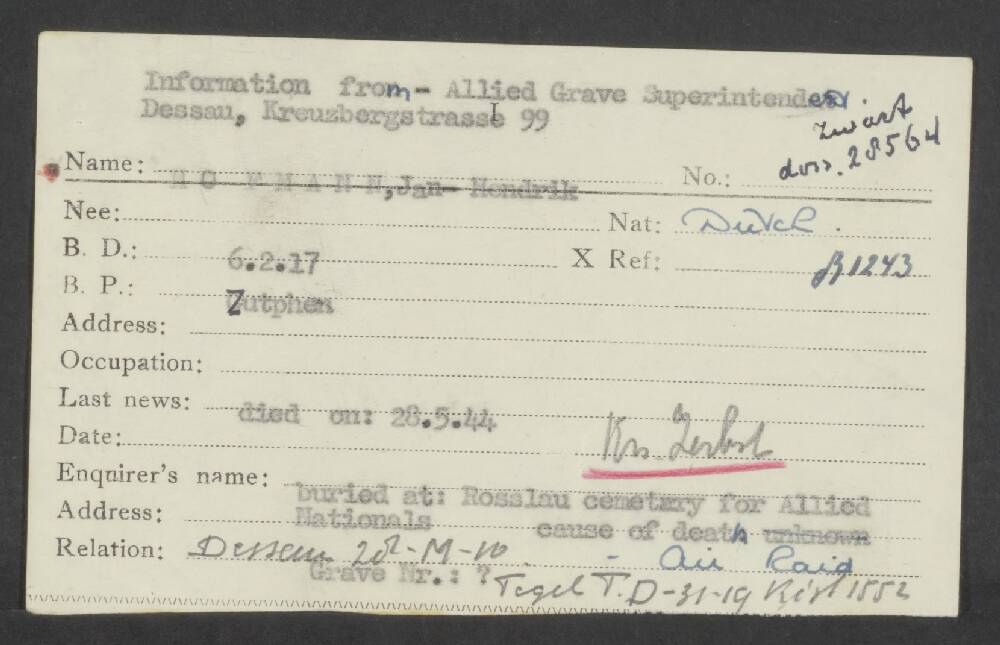 Information from - Allied Grave Superintendent
Dessau, Kreuzbergstrasse 99
Zwart
doss. 28564
Name: H O F M A N N, Jan- Hendrik No.:
Nee: Nat: Dutch.
B. D.: 6.2.17 X Ref: B1243
B. P.: Zutphen
Address:
Occupation:
Last news: died on: 28.5.44
Date: Krs Zerbst
Enquirer's name:
buried at: Rosslau cemetary for Allied
Address: Nationals cause of death unknown
Relation: Dessau - Air Raid
Grave Nr.: ? Tegel T.D-31-19 Kist 1552